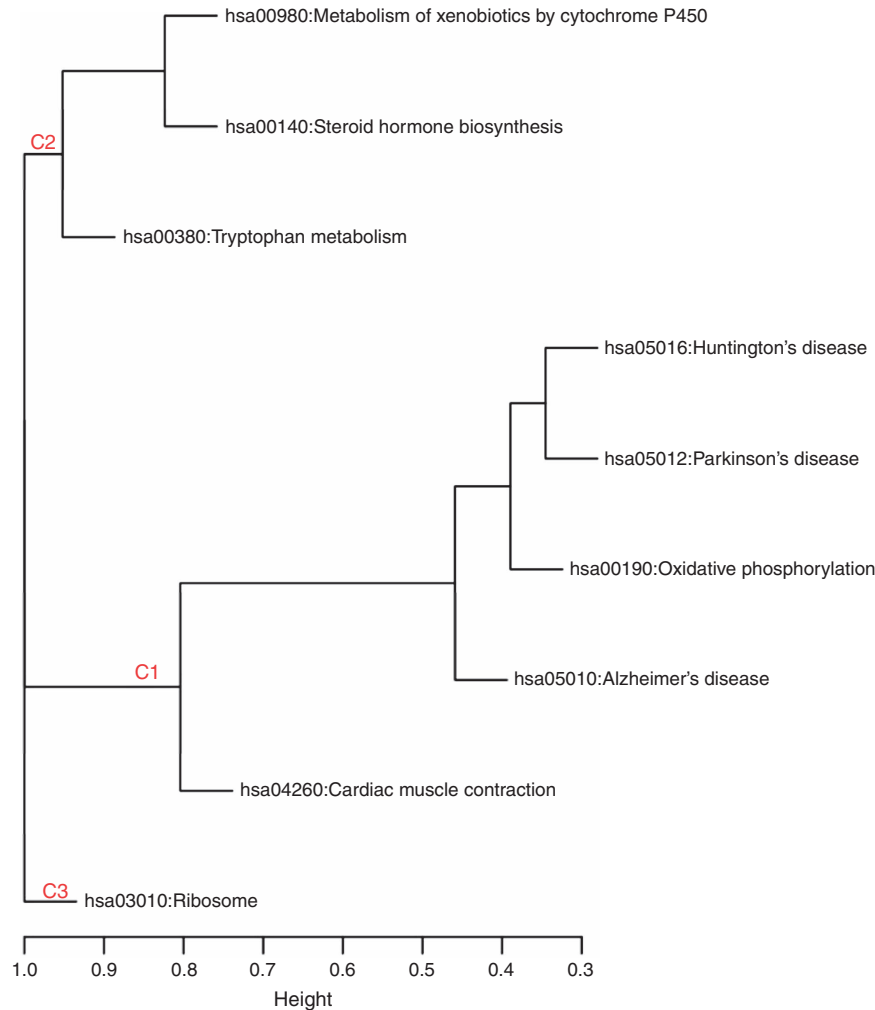 hsa00980:Metabolism of xenobiotics by cytochrome P450
hsa00140:Steroid hormone biosynthesis
C2
hsa00380:Tryptophan metabolism
hsa05016:Huntington's disease
hsa05012:Parkinson's disease
hsa00190:Oxidative phosphorylation
C1
hsa05010:Alzheimer's disease
hsa04260:Cardiac muscle contraction
C3
hsa03010:Ribosome
1.0 0.9 0.8 0.7 0.6 0.5 0.4 0.3
Height